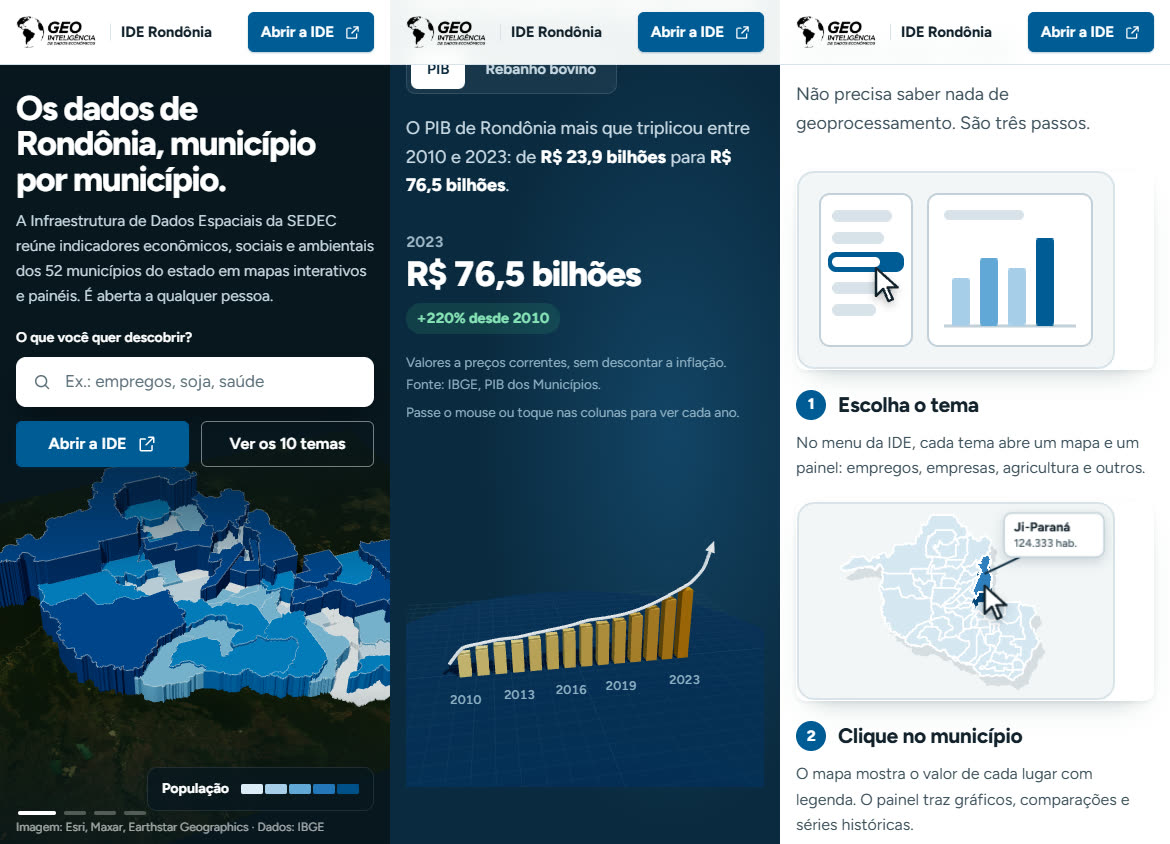 GEO
INTELIGÊNCIA
DE DADOS ECONÔMICOS
IDE Rondônia
Abrir a IDE
Os dados de
Rondônia, município
por município.
A Infraestrutura de Dados Espaciais da SEDEC
reúne indicadores econômicos, sociais e ambientais
dos 52 municípios do estado em mapas interativos
e painéis. É aberta a qualquer pessoa.
O que você quer descobrir?
Ex.: empregos, soja, saúde
Abrir a IDE
Ver os 10 temas
População
Imagem: Esri, Maxar, Earthstar Geographics · Dados: IBGE
GEO
INTELIGÊNCIA
DE DADOS ECONÔMICOS
IDE Rondônia
Abrir a IDE
PIB
Rebanho bovino
O PIB de Rondônia mais que triplicou entre
2010 e 2023: de R$ 23,9 bilhões para R$
76,5 bilhões.
2023
R$ 76,5 bilhões
+220% desde 2010
Valores a preços correntes, sem descontar a inflação.
Fonte: IBGE, PIB dos Municípios.
Passe o mouse ou toque nas colunas para ver cada ano.
2010
2013
2016
2019
2023
GEO
INTELIGÊNCIA
DE DADOS ECONÔMICOS
IDE Rondônia
Abrir a IDE
Não precisa saber nada de
geoprocessamento. São três passos.
1 Escolha o tema
No menu da IDE, cada tema abre um mapa e um
painel: empregos, empresas, agricultura e outros.
Ji-Paraná
124.333 hab.
2 Clique no município
O mapa mostra o valor de cada lugar com
legenda. O painel traz gráficos, comparações e
séries históricas.